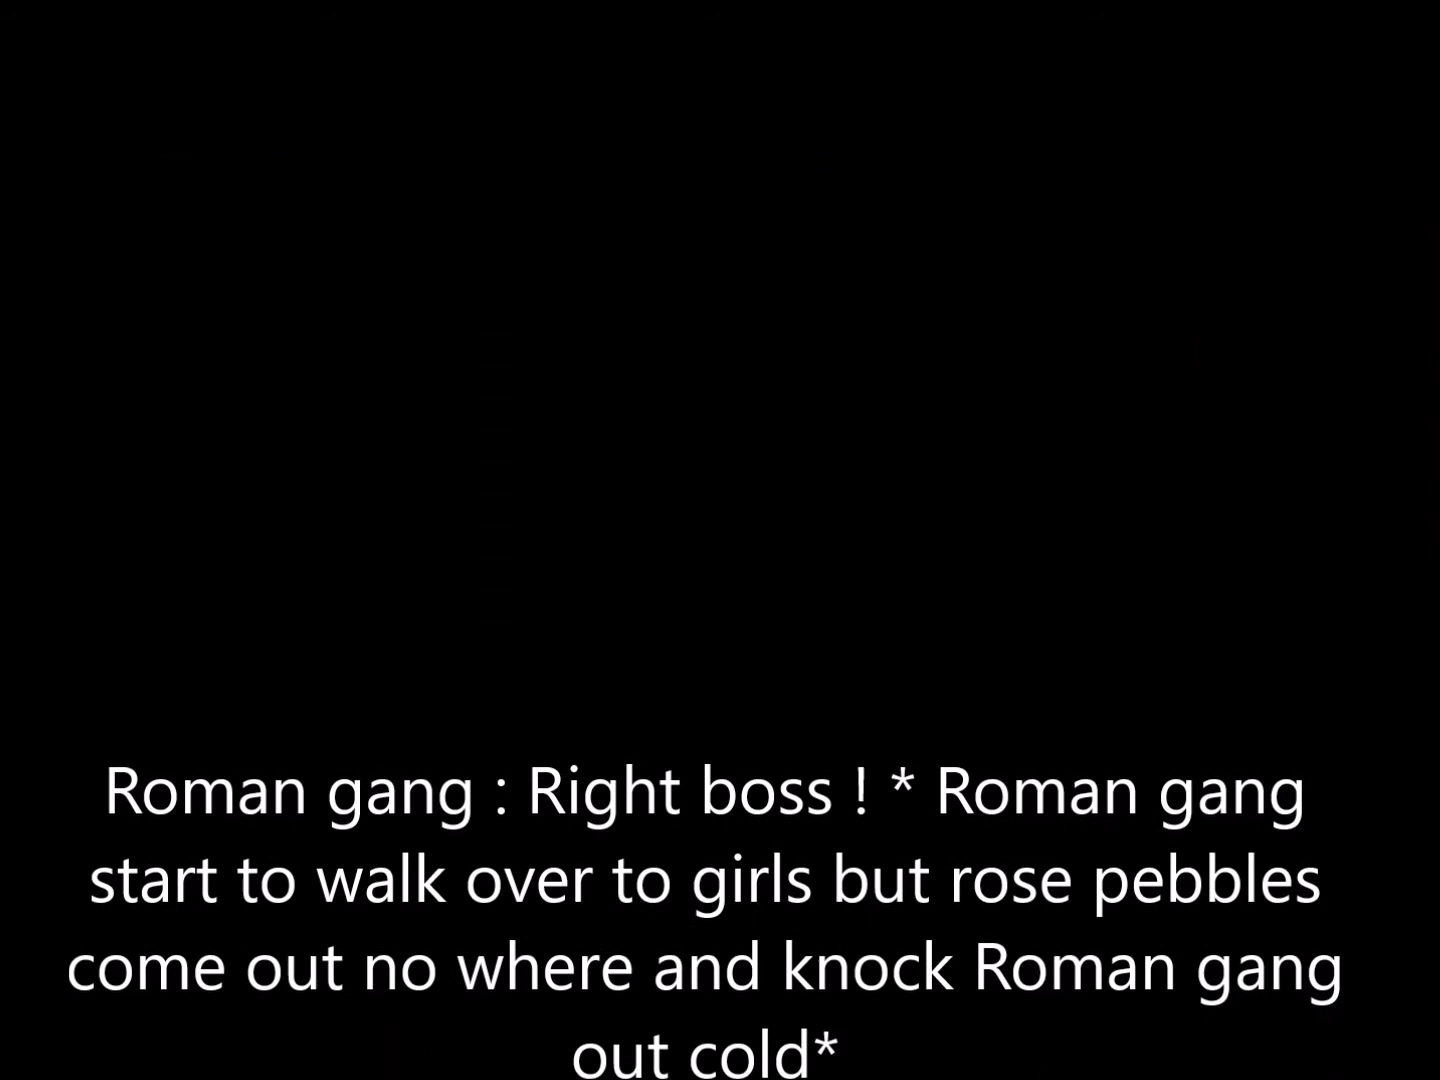 Roman gang : Right boss ! * Roman gang
start to walk over to girls but rose pebbles
come out no where and knock Roman gang
out cold*